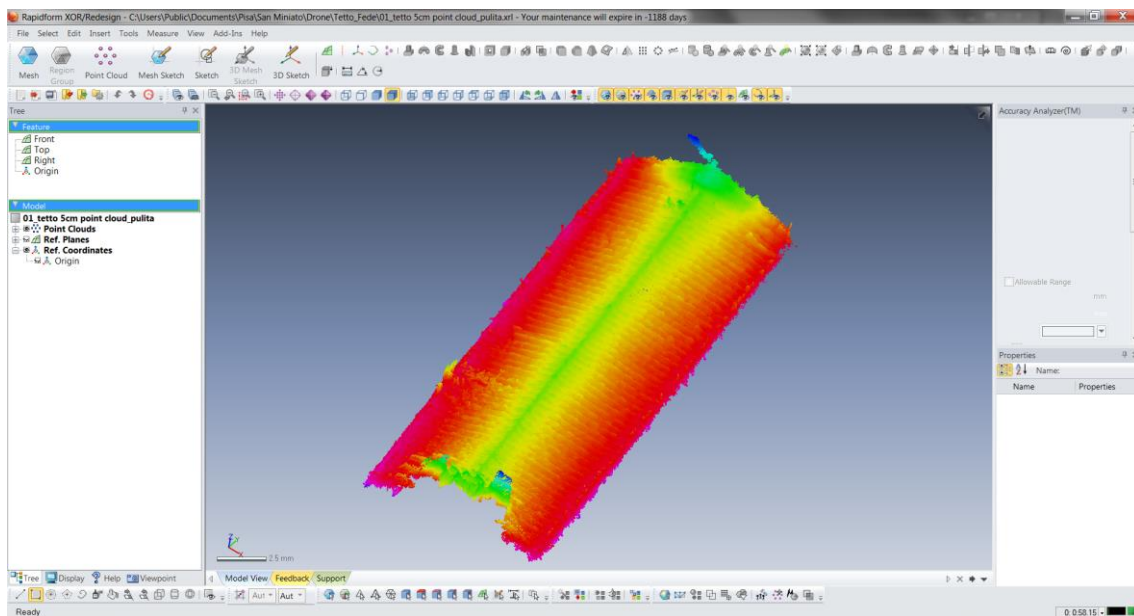 Rapidform XOR/Redesign - C:\Users\Public\Documents\Pisa\San Miniato\Drone\Tetto_Fede\01_tetto 5cm point cloud_pulita.xrl - Your maintenance will expire in -1188 days
File Select Edit Insert Tools Measure View Add-Ins Help
Mesh Region Group Point Cloud Mesh Sketch Sketch 3D Mesh Sketch 3D Sketch
Tree
Feature
Front
Top
Right
Origin
Model
01_tetto 5cm point cloud_pulita
Point Clouds
Ref. Planes
Ref. Coordinates
Origin
Accuracy Analyzer(TM)
Allowable Range
mm
Properties
Name:
Name Properties
Z Y X
2.5 mm
Tree Display Help Viewpoint
Model View Feedback Support
Aut Aut
Ready
0: 0:58.15